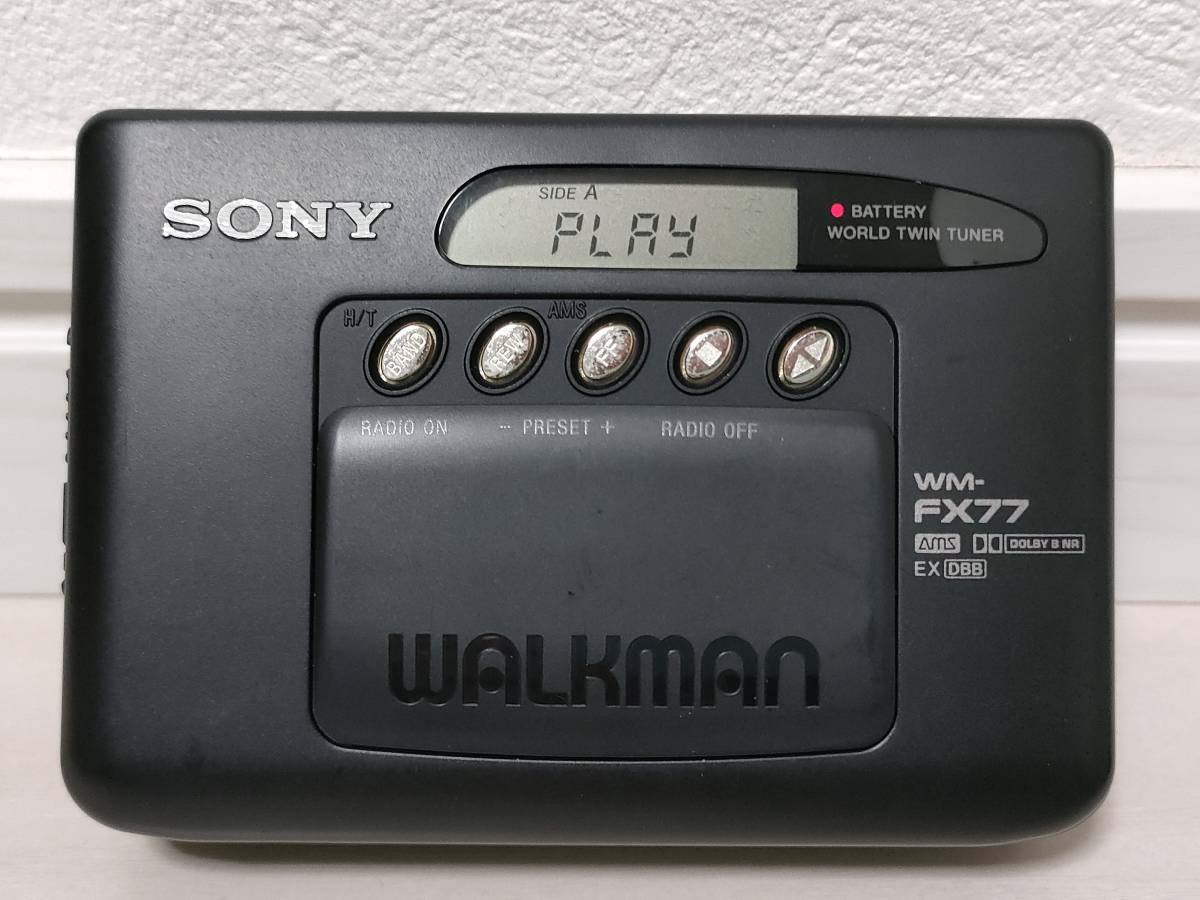 SONY
SIDE A
PLAY
BATTERY
WORLD TWIN TUNER
H/T
AMS
BAND
REW
FF
RADIO ON
- PRESET +
RADIO OFF
WM-
FX77
AMS DOLBY B NR
EX DBB
WALKMAN